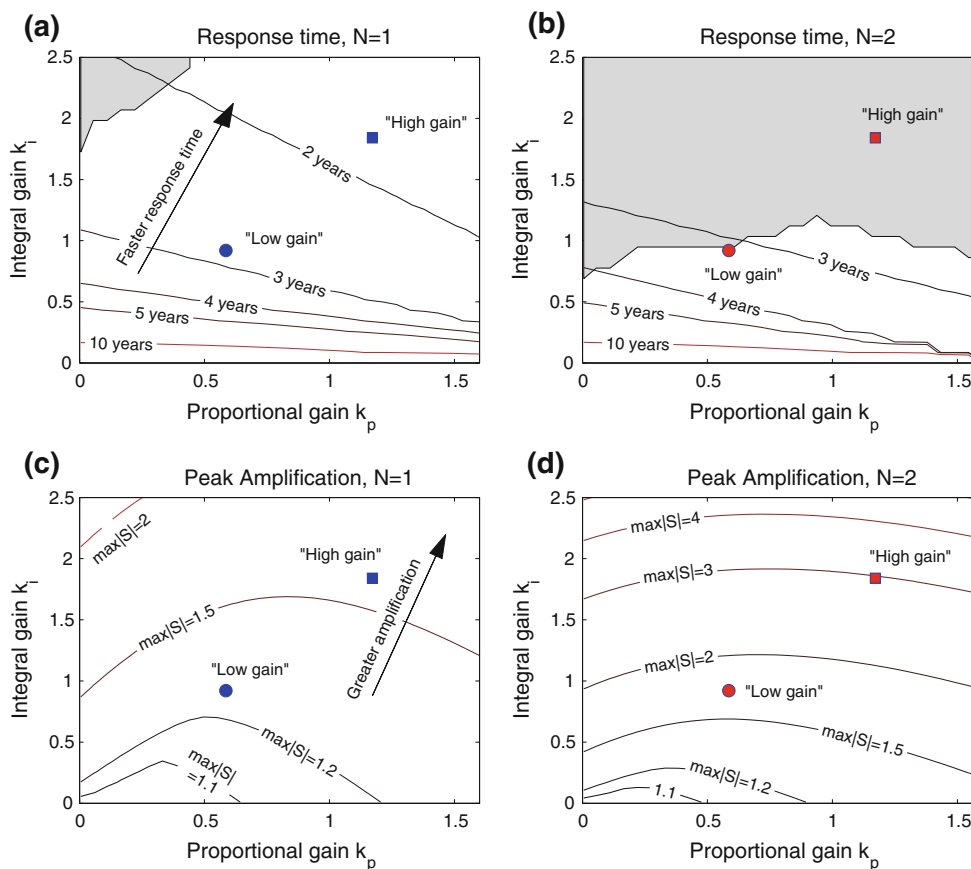 (a)
Response time, N=1
2.5
2
1.5
1
0.5
0
0
0.5
1
1.5
Integral gain k_i
Proportional gain k_p
"High gain"
2 years
Faster response time
"Low gain"
3 years
4 years
5 years
10 years
(b)
Response time, N=2
2.5
2
1.5
1
0.5
0
0
0.5
1
1.5
Integral gain k_i
Proportional gain k_p
"High gain"
"Low gain"
3 years
4 years
5 years
10 years
(c)
Peak Amplification, N=1
2.5
2
1.5
1
0.5
0
0
0.5
1
1.5
Integral gain k_i
Proportional gain k_p
max|S|=2
"High gain"
max|S|=1.5
Greater amplification
"Low gain"
max|S|=1.2
max|S|
=1.1
(d)
Peak Amplification, N=2
2.5
2
1.5
1
0.5
0
0
0.5
1
1.5
Integral gain k_i
Proportional gain k_p
max|S|=4
"High gain"
max|S|=3
max|S|=2
"Low gain"
max|S|=1.5
max|S|=1.2
1.1